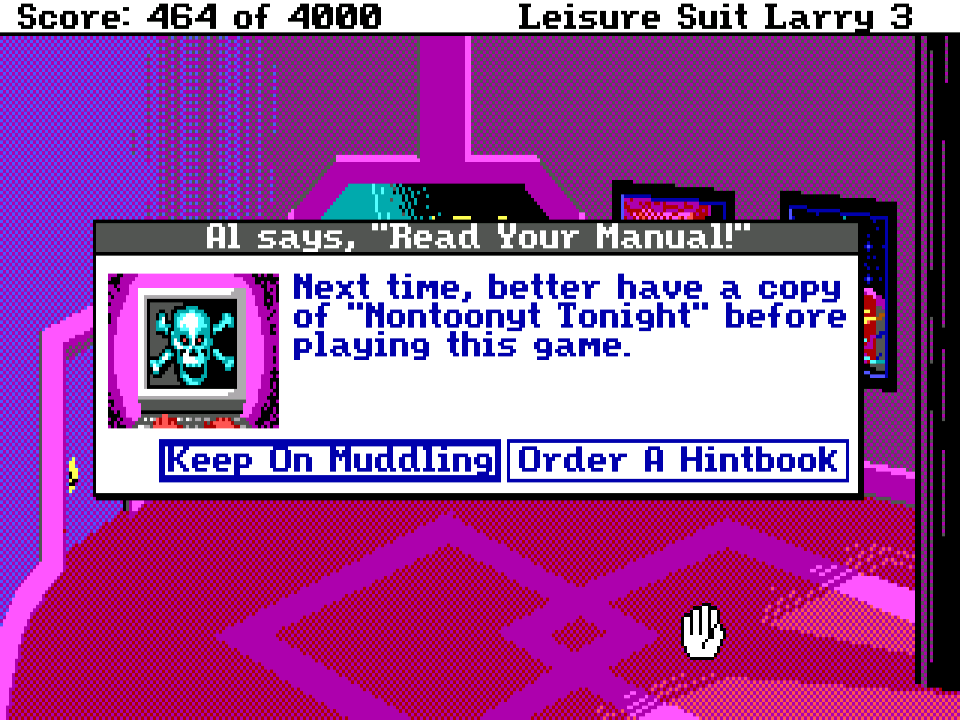 Score: 464 of 4000 Leisure Suit Larry 3
Al says, "Read Your Manual!"
Next time, better have a copy
of "Nontoonyt Tonight" before
playing this game.
Keep On Muddling Order A Hintbook